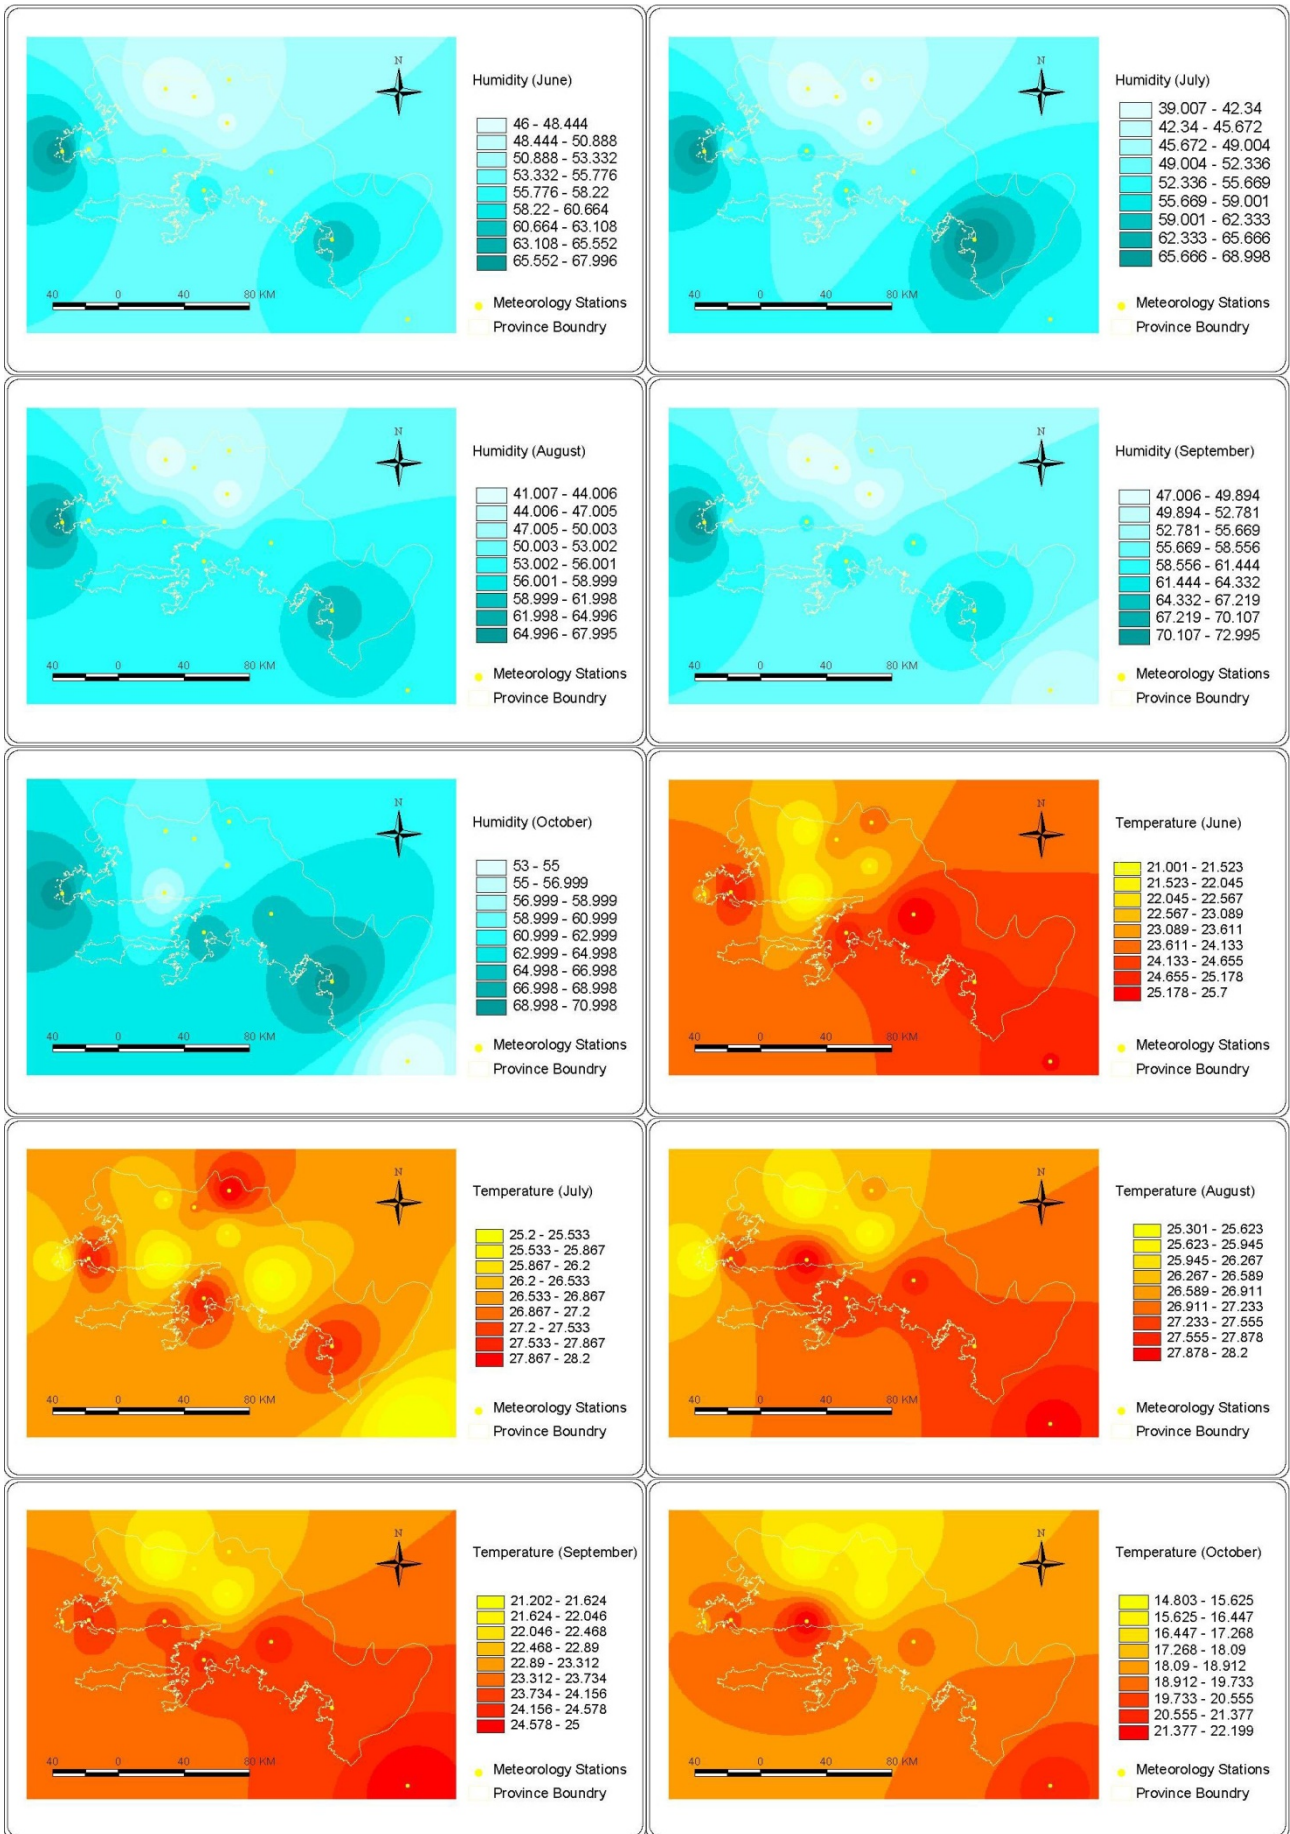 N
Humidity (June)
46 - 48.444
48.444 - 50.888
50.888 - 53.332
53.332 - 55.776
55.776 - 58.22
58.22 - 60.664
60.664 - 63.108
63.108 - 65.552
65.552 - 67.996
40 0 40 80 KM
Meteorology Stations
Province Boundry
N
Humidity (July)
39.007 - 42.34
42.34 - 45.672
45.672 - 49.004
49.004 - 52.336
52.336 - 55.669
55.669 - 59.001
59.001 - 62.333
62.333 - 65.666
65.666 - 68.998
40 0 40 80 KM
Meteorology Stations
Province Boundry
N
Humidity (August)
41.007 - 44.006
44.006 - 47.005
47.005 - 50.003
50.003 - 53.002
53.002 - 56.001
56.001 - 58.999
58.999 - 61.998
61.998 - 64.996
64.996 - 67.995
40 0 40 80 KM
Meteorology Stations
Province Boundry
N
Humidity (September)
47.006 - 49.894
49.894 - 52.781
52.781 - 55.669
55.669 - 58.556
58.556 - 61.444
61.444 - 64.332
64.332 - 67.219
67.219 - 70.107
70.107 - 72.995
40 0 40 80 KM
Meteorology Stations
Province Boundry
N
Humidity (October)
53 - 55
55 - 56.999
56.999 - 58.999
58.999 - 60.999
60.999 - 62.999
62.999 - 64.998
64.998 - 66.998
66.998 - 68.998
68.998 - 70.998
40 0 40 80 KM
Meteorology Stations
Province Boundry
N
Temperature (June)
21.001 - 21.523
21.523 - 22.045
22.045 - 22.567
22.567 - 23.089
23.089 - 23.611
23.611 - 24.133
24.133 - 24.655
24.655 - 25.178
25.178 - 25.7
40 0 40 80 KM
Meteorology Stations
Province Boundry
N
Temperature (July)
25.2 - 25.533
25.533 - 25.867
25.867 - 26.2
26.2 - 26.533
26.533 - 26.867
26.867 - 27.2
27.2 - 27.533
27.533 - 27.867
27.867 - 28.2
40 0 40 80 KM
Meteorology Stations
Province Boundry
N
Temperature (August)
25.301 - 25.623
25.623 - 25.945
25.945 - 26.267
26.267 - 26.589
26.589 - 26.911
26.911 - 27.233
27.233 - 27.555
27.555 - 27.878
27.878 - 28.2
40 0 40 80 KM
Meteorology Stations
Province Boundry
N
Temperature (September)
21.202 - 21.624
21.624 - 22.046
22.046 - 22.468
22.468 - 22.89
22.89 - 23.312
23.312 - 23.734
23.734 - 24.156
24.156 - 24.578
24.578 - 25
40 0 40 80 KM
Meteorology Stations
Province Boundry
N
Temperature (October)
14.803 - 15.625
15.625 - 16.447
16.447 - 17.268
17.268 - 18.09
18.09 - 18.912
18.912 - 19.733
19.733 - 20.555
20.555 - 21.377
21.377 - 22.199
40 0 40 80 KM
Meteorology Stations
Province Boundry